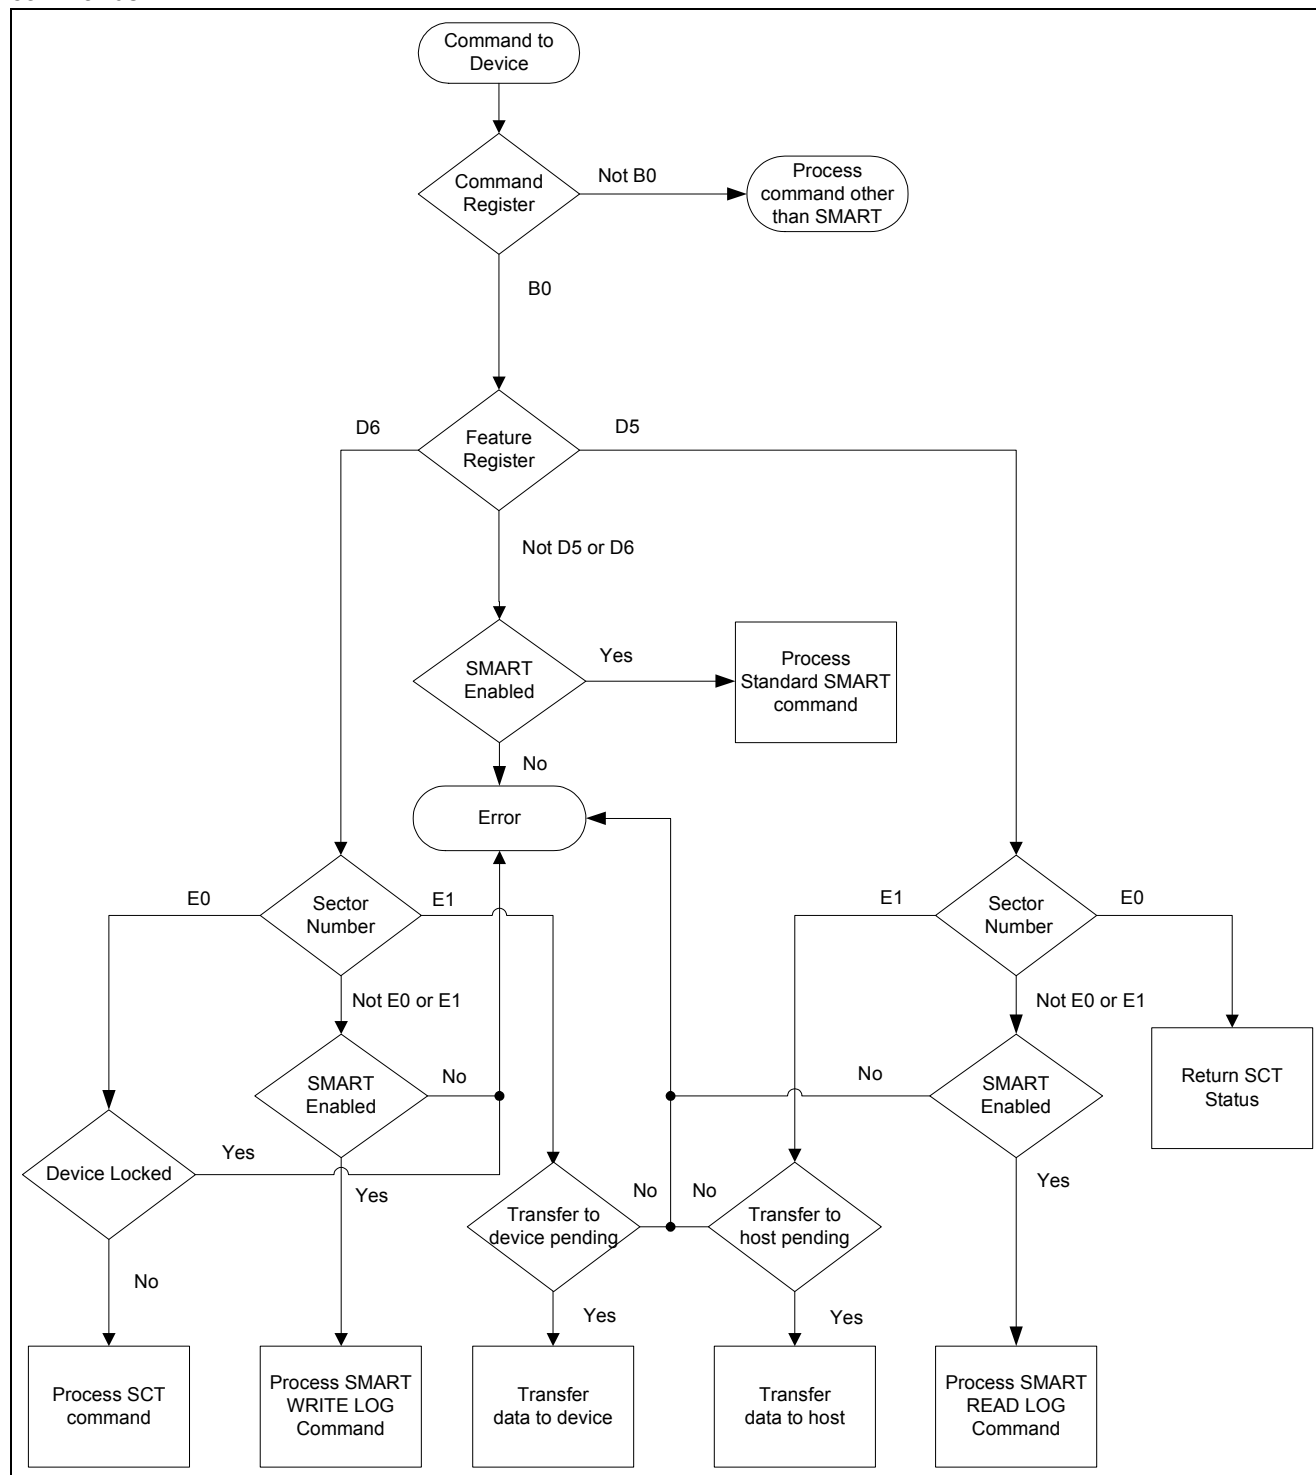 Command to
Device
Command
Register
Not B0
Process
command other
than SMART
B0
D6
Feature
Register
D5
Not D5 or D6
SMART
Enabled
Yes
Process
Standard SMART
command
No
Error
E0
Sector
Number
E1
E1
Sector
Number
E0
Not E0 or E1
Not E0 or E1
SMART
Enabled
No
No
SMART
Enabled
Return SCT
Status
Device Locked
Yes
Yes
No
No
Yes
Transfer to
device pending
Transfer to
host pending
No
Yes
Yes
Process SCT
command
Process SMART
WRITE LOG
Command
Transfer
data to device
Transfer
data to host
Process SMART
READ LOG
Command